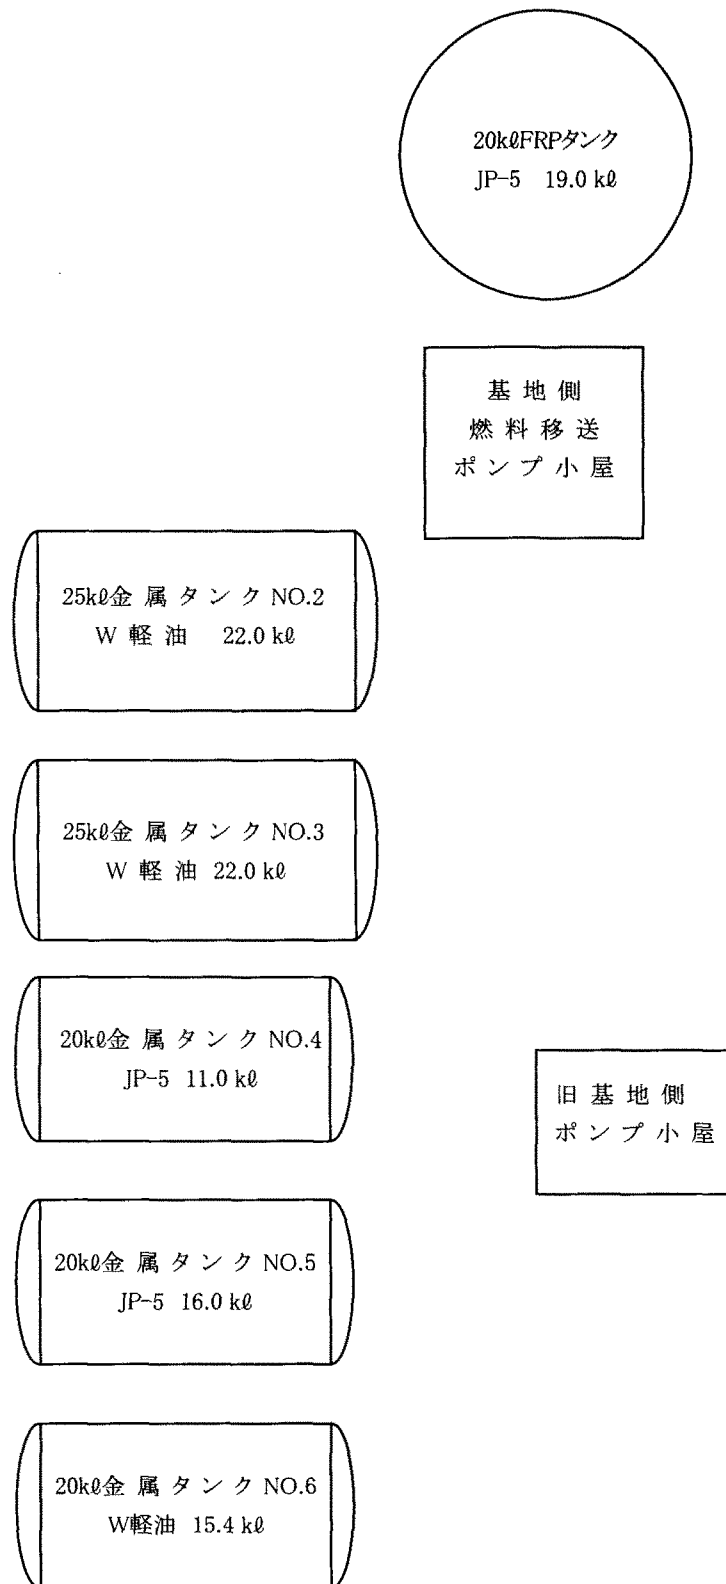 20kℓFRPタンク
JP-5 19.0 kℓ
基地側
燃料移送
ポンプ小屋
25kℓ金属タンクNO.2
W軽油 22.0 kℓ
25kℓ金属タンクNO.3
W軽油 22.0 kℓ
20kℓ金属タンクNO.4
JP-5 11.0 kℓ
旧基地側
ポンプ小屋
20kℓ金属タンクNO.5
JP-5 16.0 kℓ
20kℓ金属タンクNO.6
W軽油 15.4 kℓ